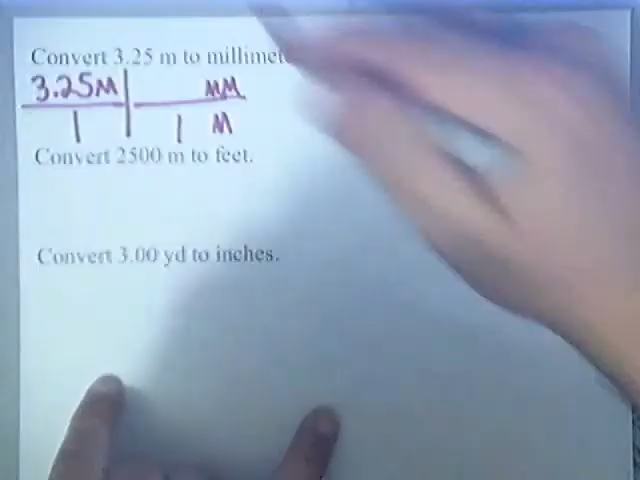 Convert 3.25 m to
3.25M MM
1 1 M
Convert 2500 m to feet.
Convert 3.00 yd to inches.